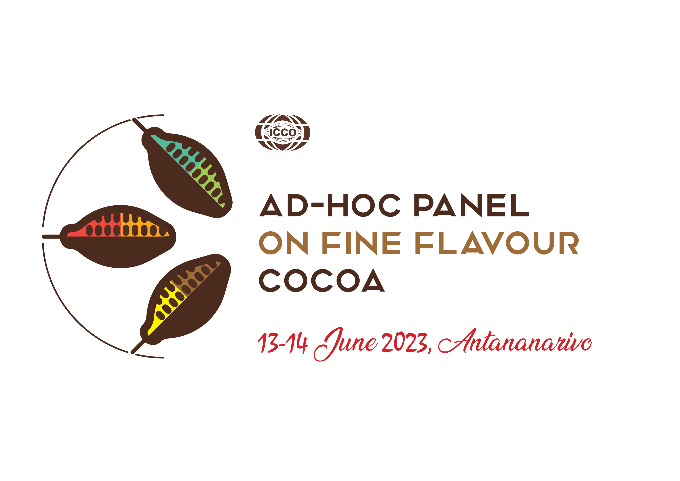 ICCO
AD-HOC PANEL
ON FINE FLAVOUR
COCOA
13-14 June 2023, Antananarivo